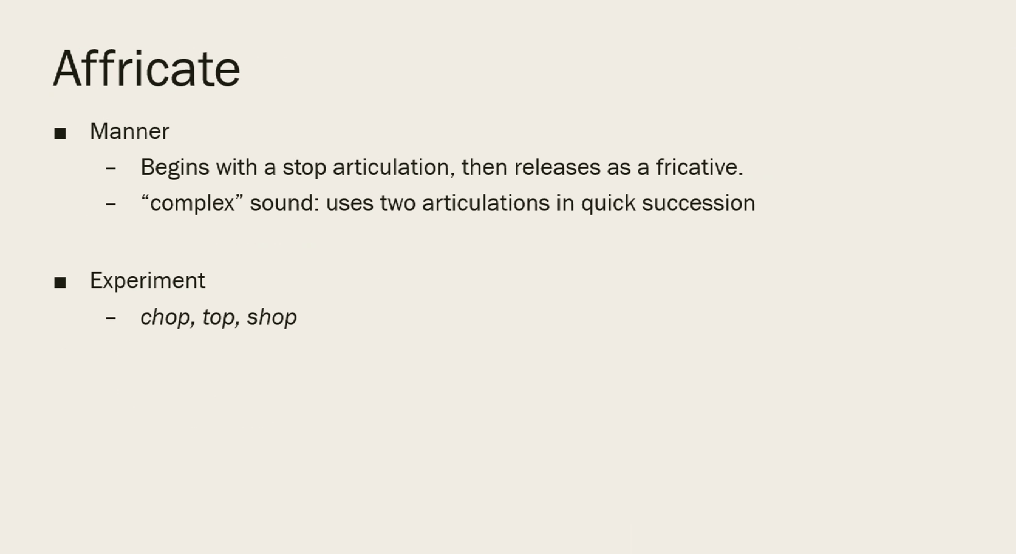 Affricate
■ Manner
– Begins with a stop articulation, then releases as a fricative.
– “complex” sound: uses two articulations in quick succession
■ Experiment
– chop, top, shop